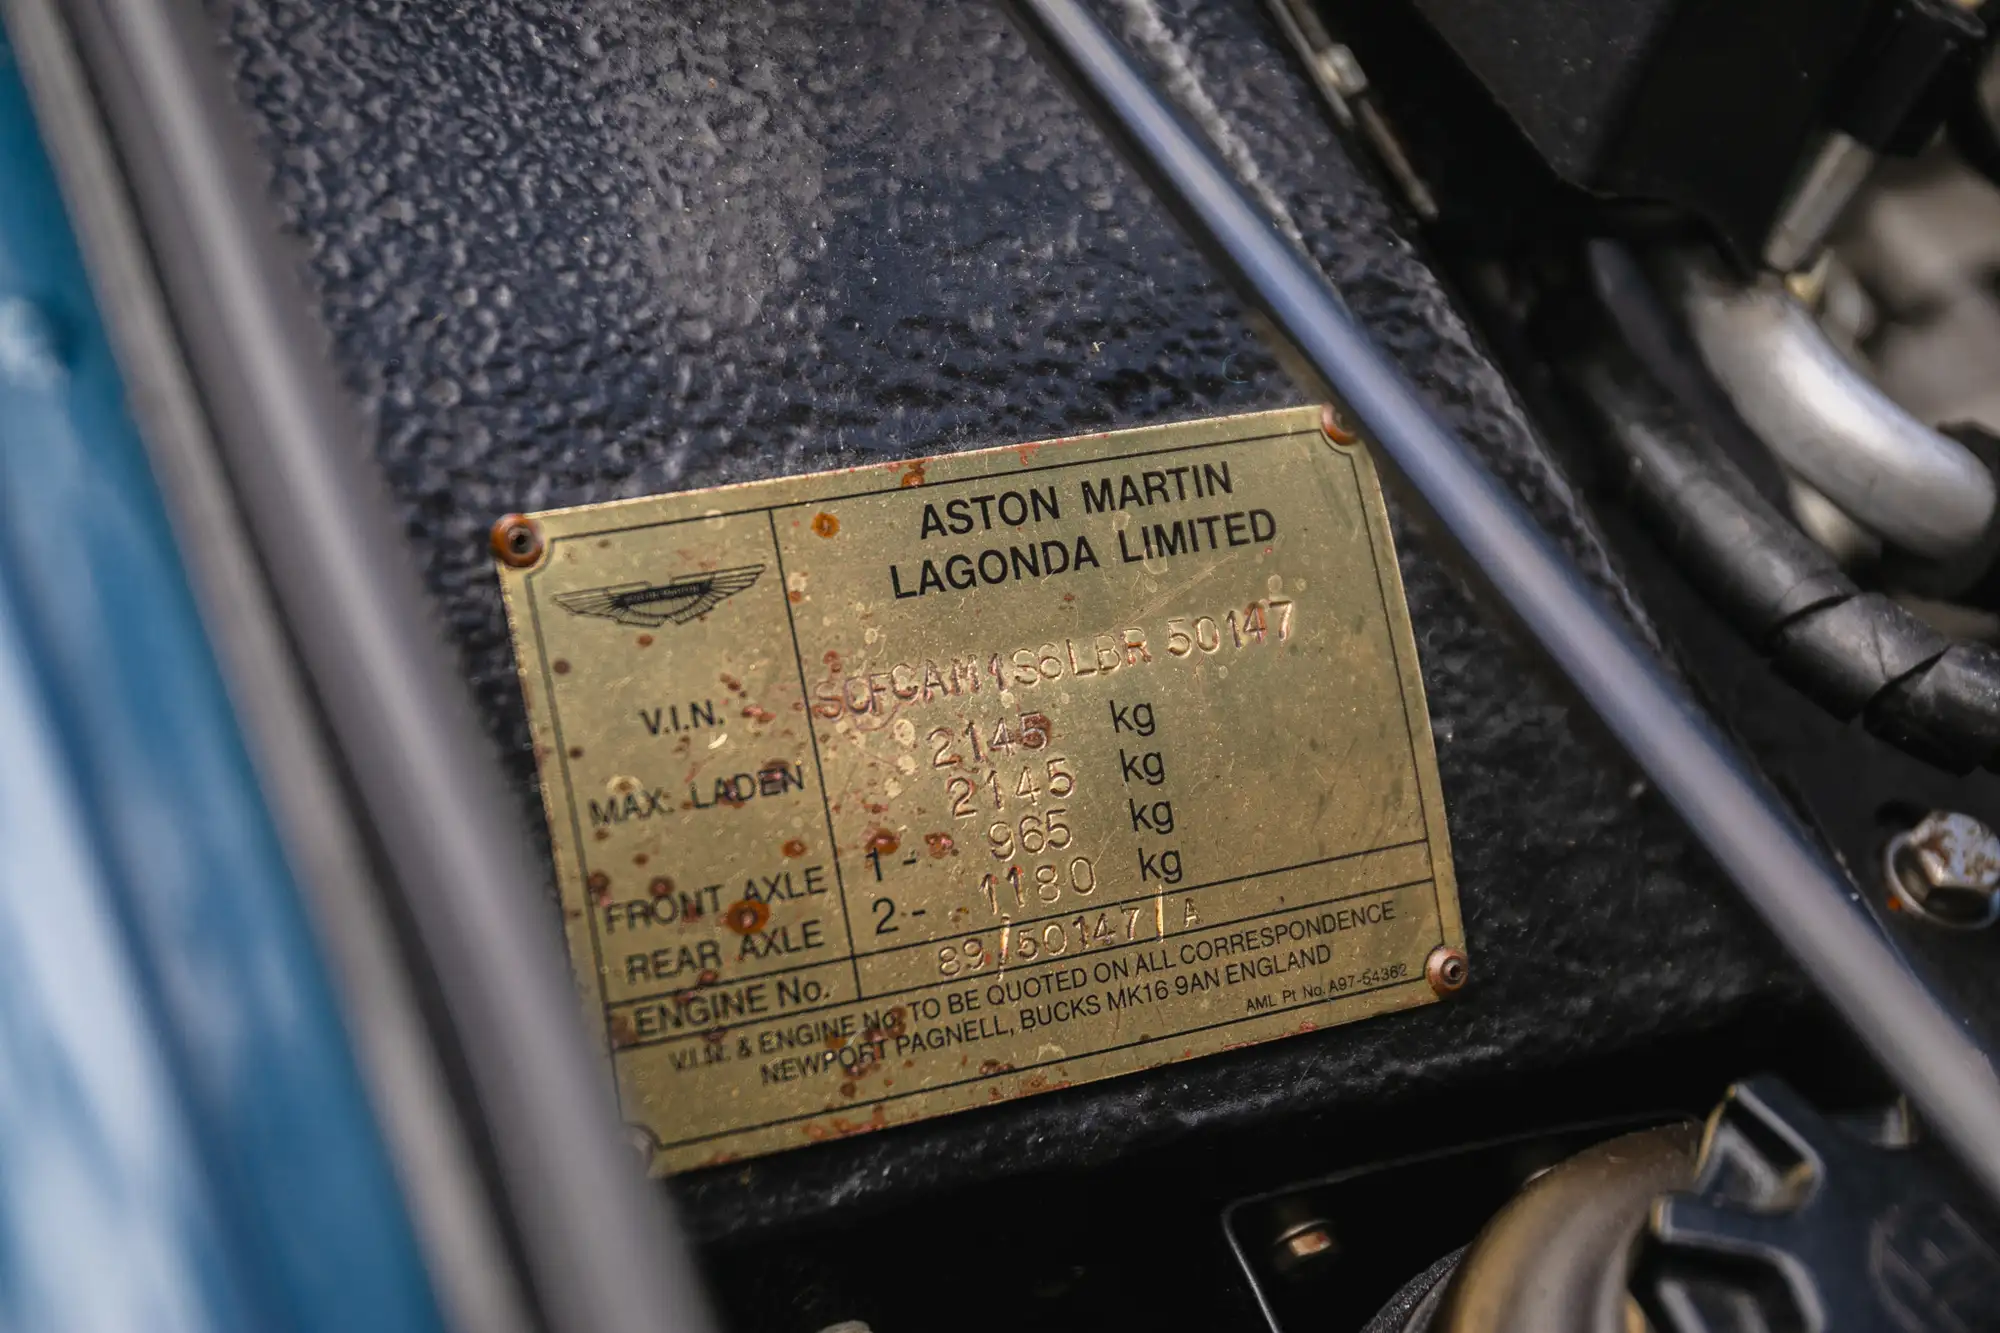 ASTON MARTIN
LAGONDA LIMITED
V.I.N. SCFCAM1S6LBR 50147
2145 kg
MAX. LADEN 2145 kg
FRONT AXLE 1 - 965 kg
REAR AXLE 2 - 1180 kg
ENGINE No. 89/50147/A
V.I.N. & ENGINE No. TO BE QUOTED ON ALL CORRESPONDENCE
NEWPORT PAGNELL, BUCKS MK16 9AN ENGLAND
AML Pt No. A97-54362